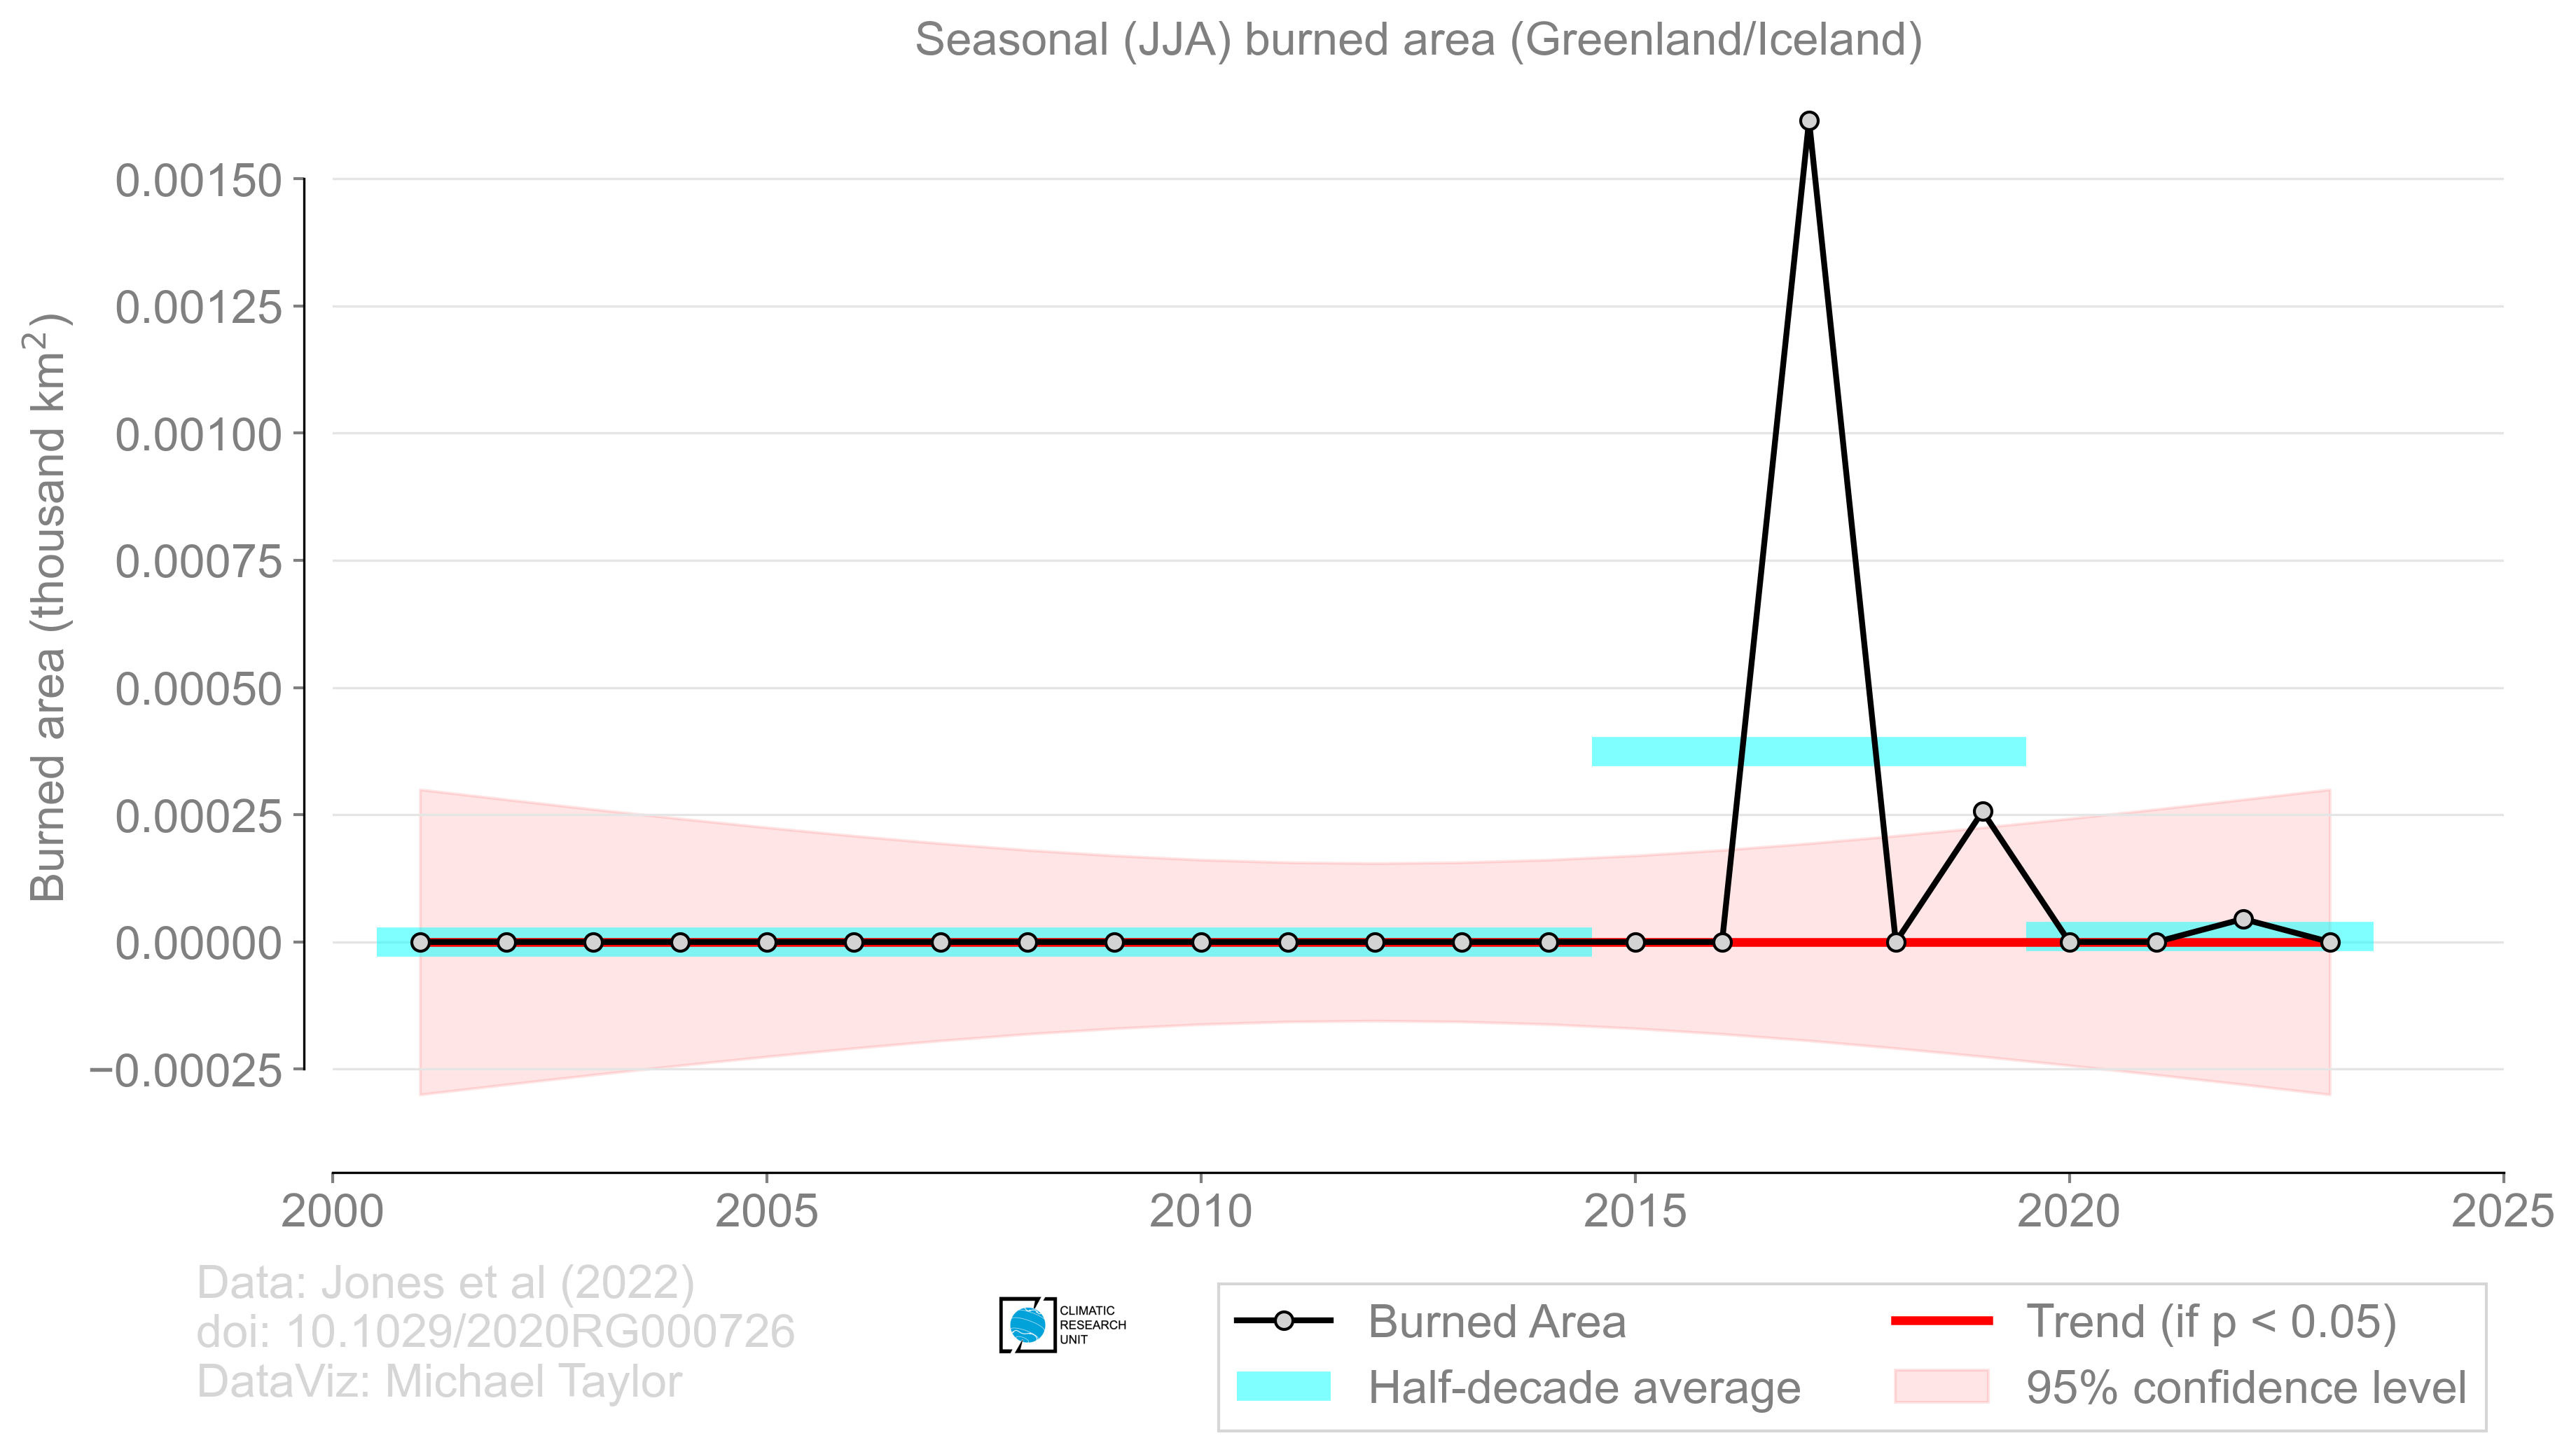 Seasonal (JJA) burned area (Greenland/Iceland)
Burned area (thousand km²)
0.00150
0.00125
0.00100
0.00075
0.00050
0.00025
0.00000
−0.00025
2000 2005 2010 2015 2020 2025
Data: Jones et al (2022)
doi: 10.1029/2020RG000726
DataViz: Michael Taylor
CLIMATIC
RESEARCH
UNIT
Burned Area
Half-decade average
Trend (if p < 0.05)
95% confidence level